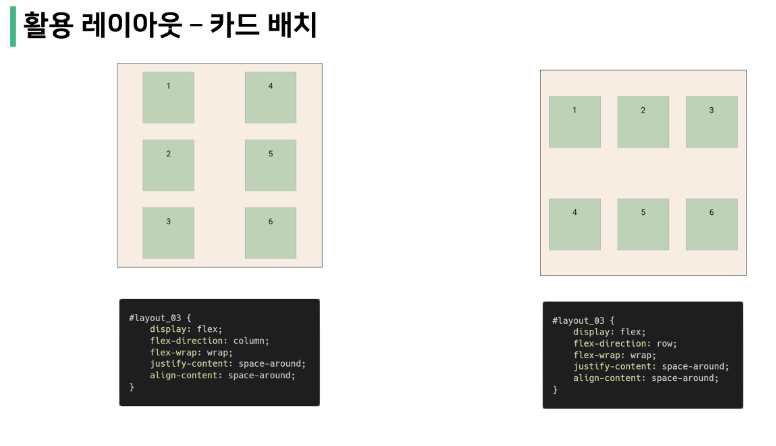 활용 레이아웃 – 카드 배치
1 4
2 5
3 6
#layout_03 {
    display: flex;
    flex-direction: column;
    flex-wrap: wrap;
    justify-content: space-around;
    align-content: space-around;
}
1 2 3
4 5 6
#layout_03 {
    display: flex;
    flex-direction: row;
    flex-wrap: wrap;
    justify-content: space-around;
    align-content: space-around;
}